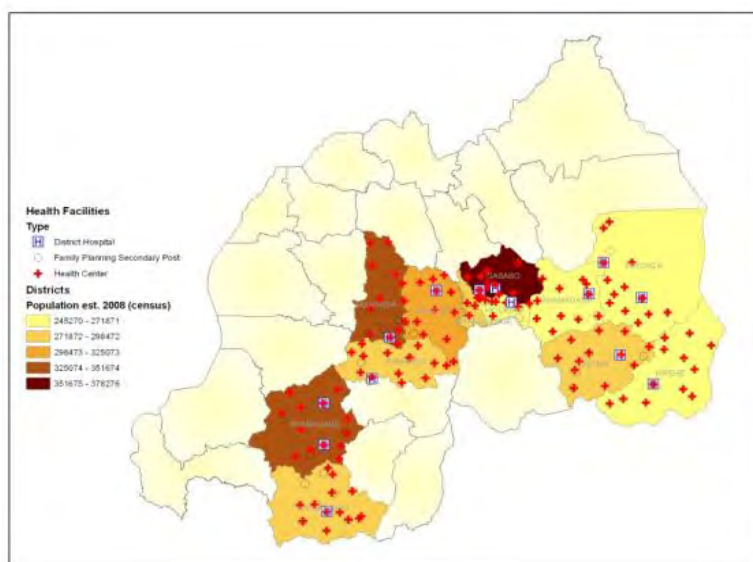 Health Facilities
Type
District Hospital
Family Planning Secondary Post
Health Center
Districts
Population est. 2008 (census)
245270 - 271871
271872 - 298472
298473 - 325073
325074 - 351674
351675 - 378276
GASABO
KIREHE